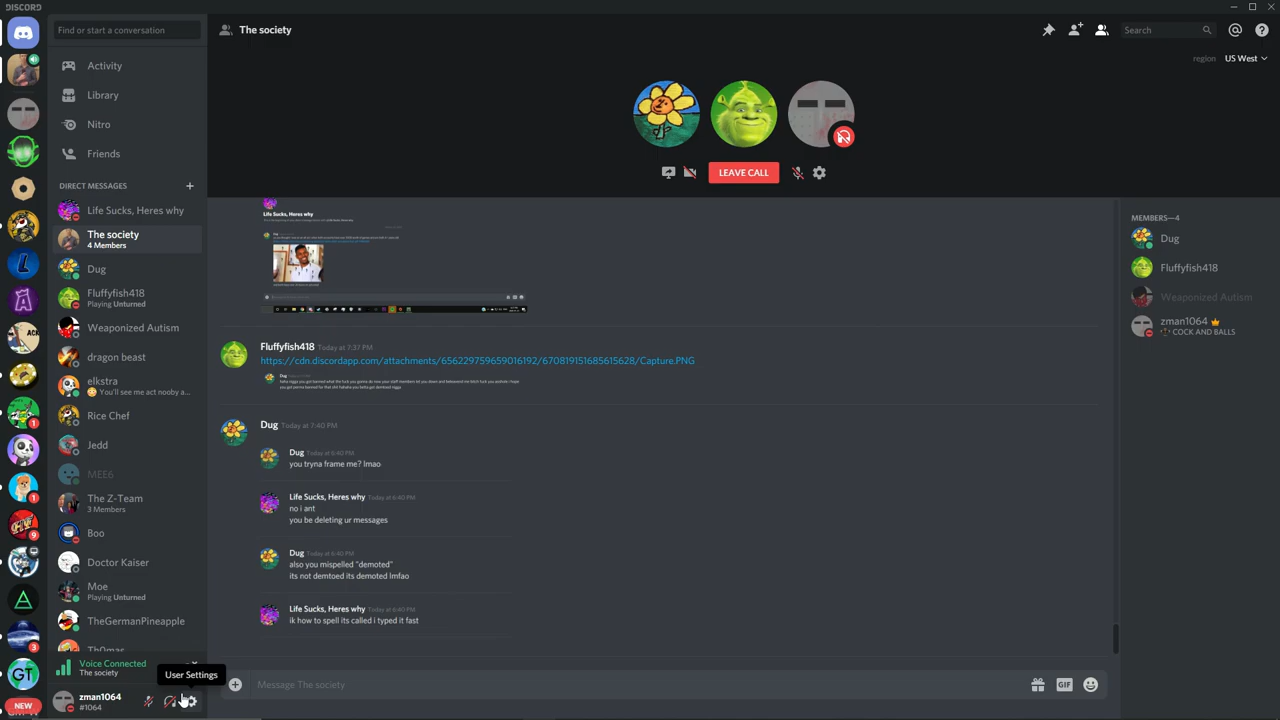 DISCORD
Find or start a conversation
Activity
Library
Nitro
Friends
DIRECT MESSAGES
Life Sucks, Heres why
The society
4 Members
Dug
Fluffyfish418
Playing Unturned
Weaponized Autism
dragon beast
elkstra
You'll see me act nooby a...
Rice Chef
Jedd
MEE6
The Z-Team
3 Members
Boo
Doctor Kaiser
Moe
Playing Unturned
TheGermanPineapple
Th0mas
Voice Connected
The society
User Settings
zman1064
#1064
NEW
1
1
9
3
GT
The society
Search
region US West
LEAVE CALL
Life Sucks, Heres why
Fluffyfish418 Today at 7:37 PM
https://cdn.discordapp.com/attachments/656229759659016192/670819151685615628/Capture.PNG
Dug
Dug Today at 7:40 PM
Dug Today at 6:40 PM
you tryna frame me? lmao
Life Sucks, Heres why Today at 6:40 PM
no i ant
you be deleting ur messages
Dug Today at 6:40 PM
also you mispelled "demoted"
its not demtoed its demoted lmfao
Life Sucks, Heres why Today at 6:40 PM
ik how to spell its called i typed it fast
Message The society
GIF
MEMBERS—4
Dug
Fluffyfish418
Weaponized Autism
zman1064
COCK AND BALLS